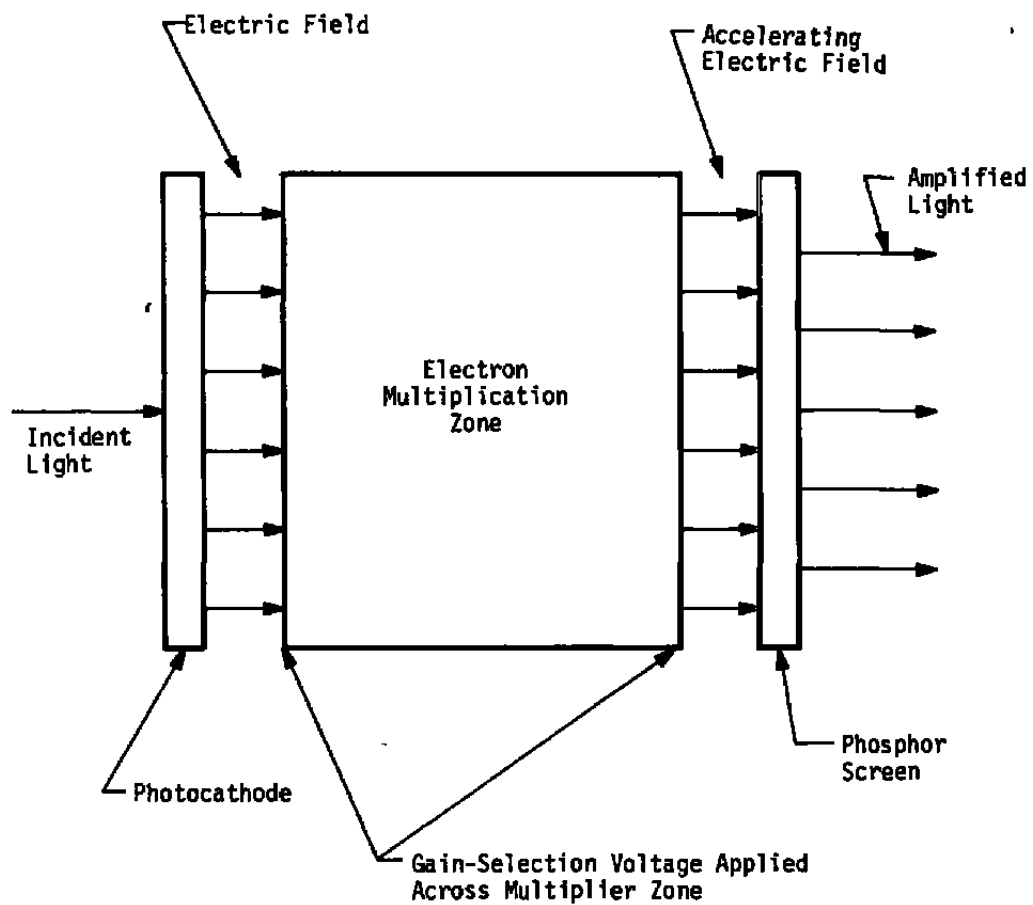 Electric Field
Accelerating
Electric Field
Amplified
Light
Electron
Multiplication
Zone
Incident
Light
Phosphor
Screen
Photocathode
Gain-Selection Voltage Applied
Across Multiplier Zone